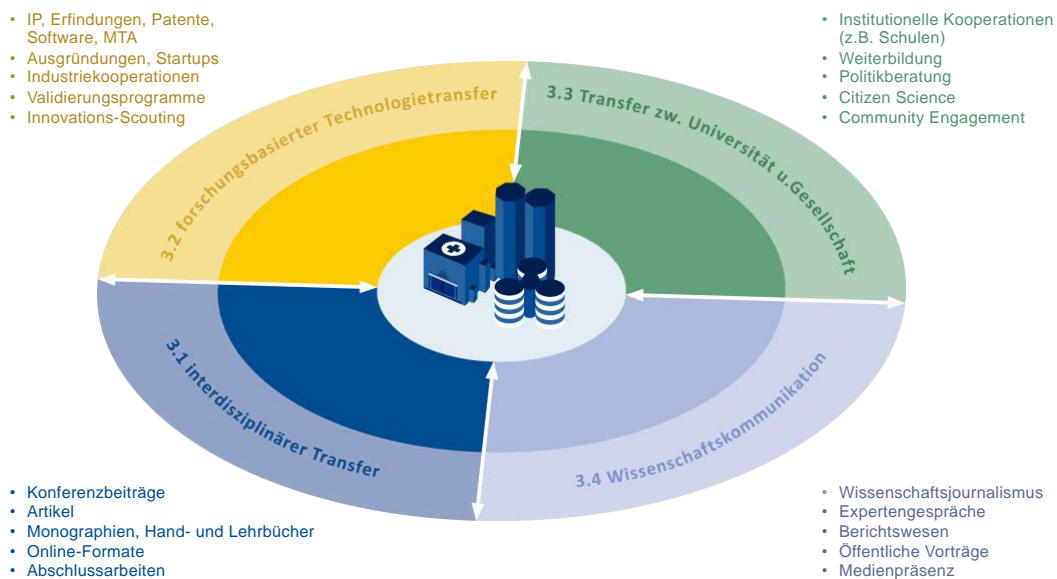 • IP, Erfindungen, Patente,
Software, MTA
• Ausgründungen, Startups
• Industriekooperationen
• Validierungsprogramme
• Innovations-Scouting
• Institutionelle Kooperationen
(z.B. Schulen)
• Weiterbildung
• Politikberatung
• Citizen Science
• Community Engagement
3.2 forschungsbasierter Technologietransfer
3.3 Transfer zw. Universität u.Gesellschaft
3.1 interdisziplinärer Transfer
3.4 Wissenschaftskommunikation
• Konferenzbeiträge
• Artikel
• Monographien, Hand- und Lehrbücher
• Online-Formate
• Abschlussarbeiten
• Wissenschaftsjournalismus
• Expertengespräche
• Berichtswesen
• Öffentliche Vorträge
• Medienpräsenz